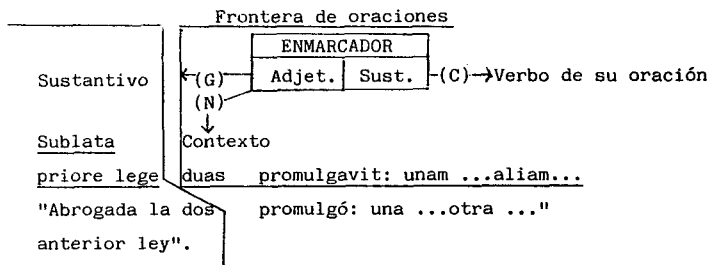 Frontera de oraciones
ENMARCADOR
Sustantivo (G) Adjet. Sust. (C) Verbo de su oración
(N)
Sublata Contexto
priore lege duas promulgavit: unam ...aliam...
"Abrogada la dos promulgó: una ...otra ..."
anterior ley".